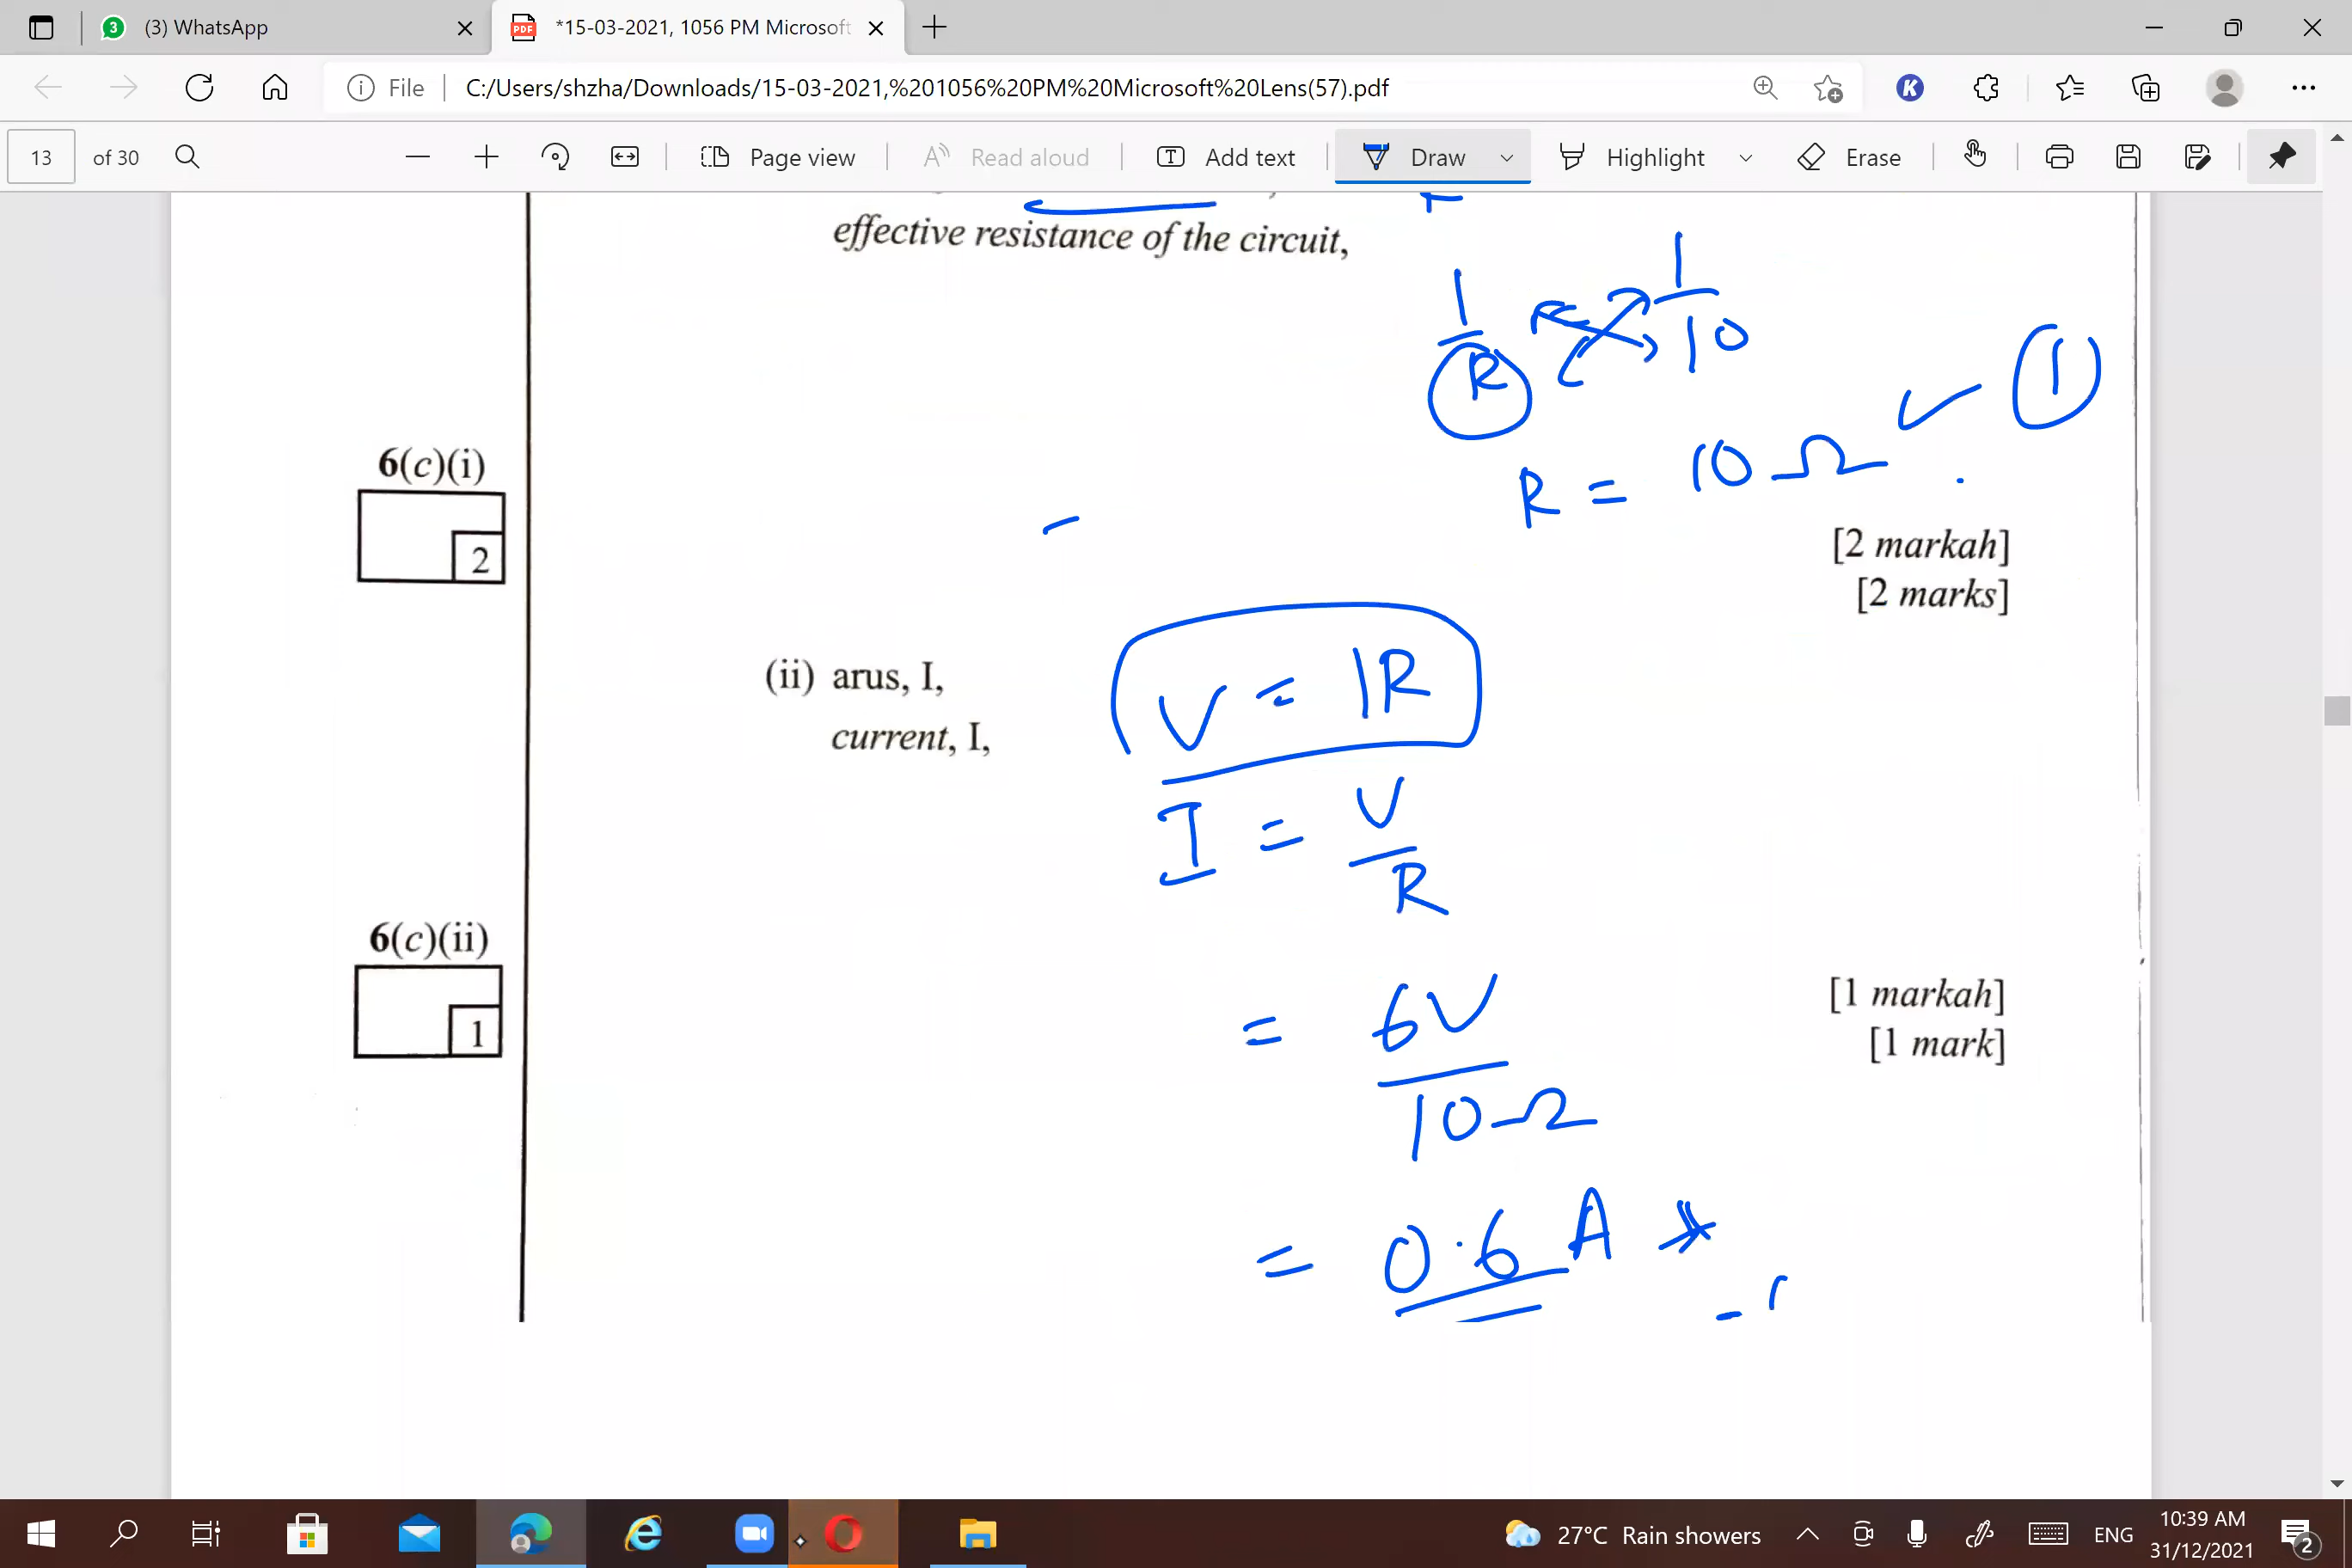 (3) WhatsApp
*15-03-2021, 1056 PM Microsoft
File
C:/Users/shzha/Downloads/15-03-2021,%201056%20PM%20Microsoft%20Lens(57).pdf
13 of 30
Page view
Read aloud
Add text
Draw
Highlight
Erase
effective resistance of the circuit,
1/R 1/10
1
R = 10 Ω
6(c)(i)
2
[2 markah]
[2 marks]
(ii) arus, I,
current, I,
V = IR
I = V/R
6(c)(ii)
1
= 6V/10Ω
[1 markah]
[1 mark]
= 0.6 A
27°C Rain showers
ENG
10:39 AM
31/12/2021
2